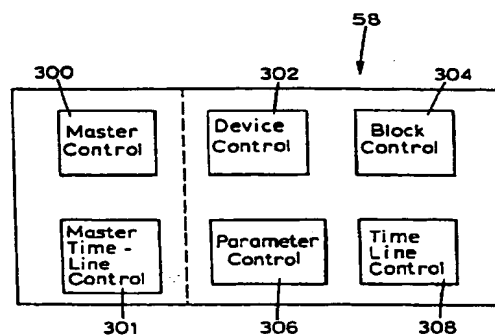 58
300
302
304
Master
Control
Device
Control
Block
Control
Master
Time -
Line
Control
Parameter
Control
Time
Line
Control
301
306
308